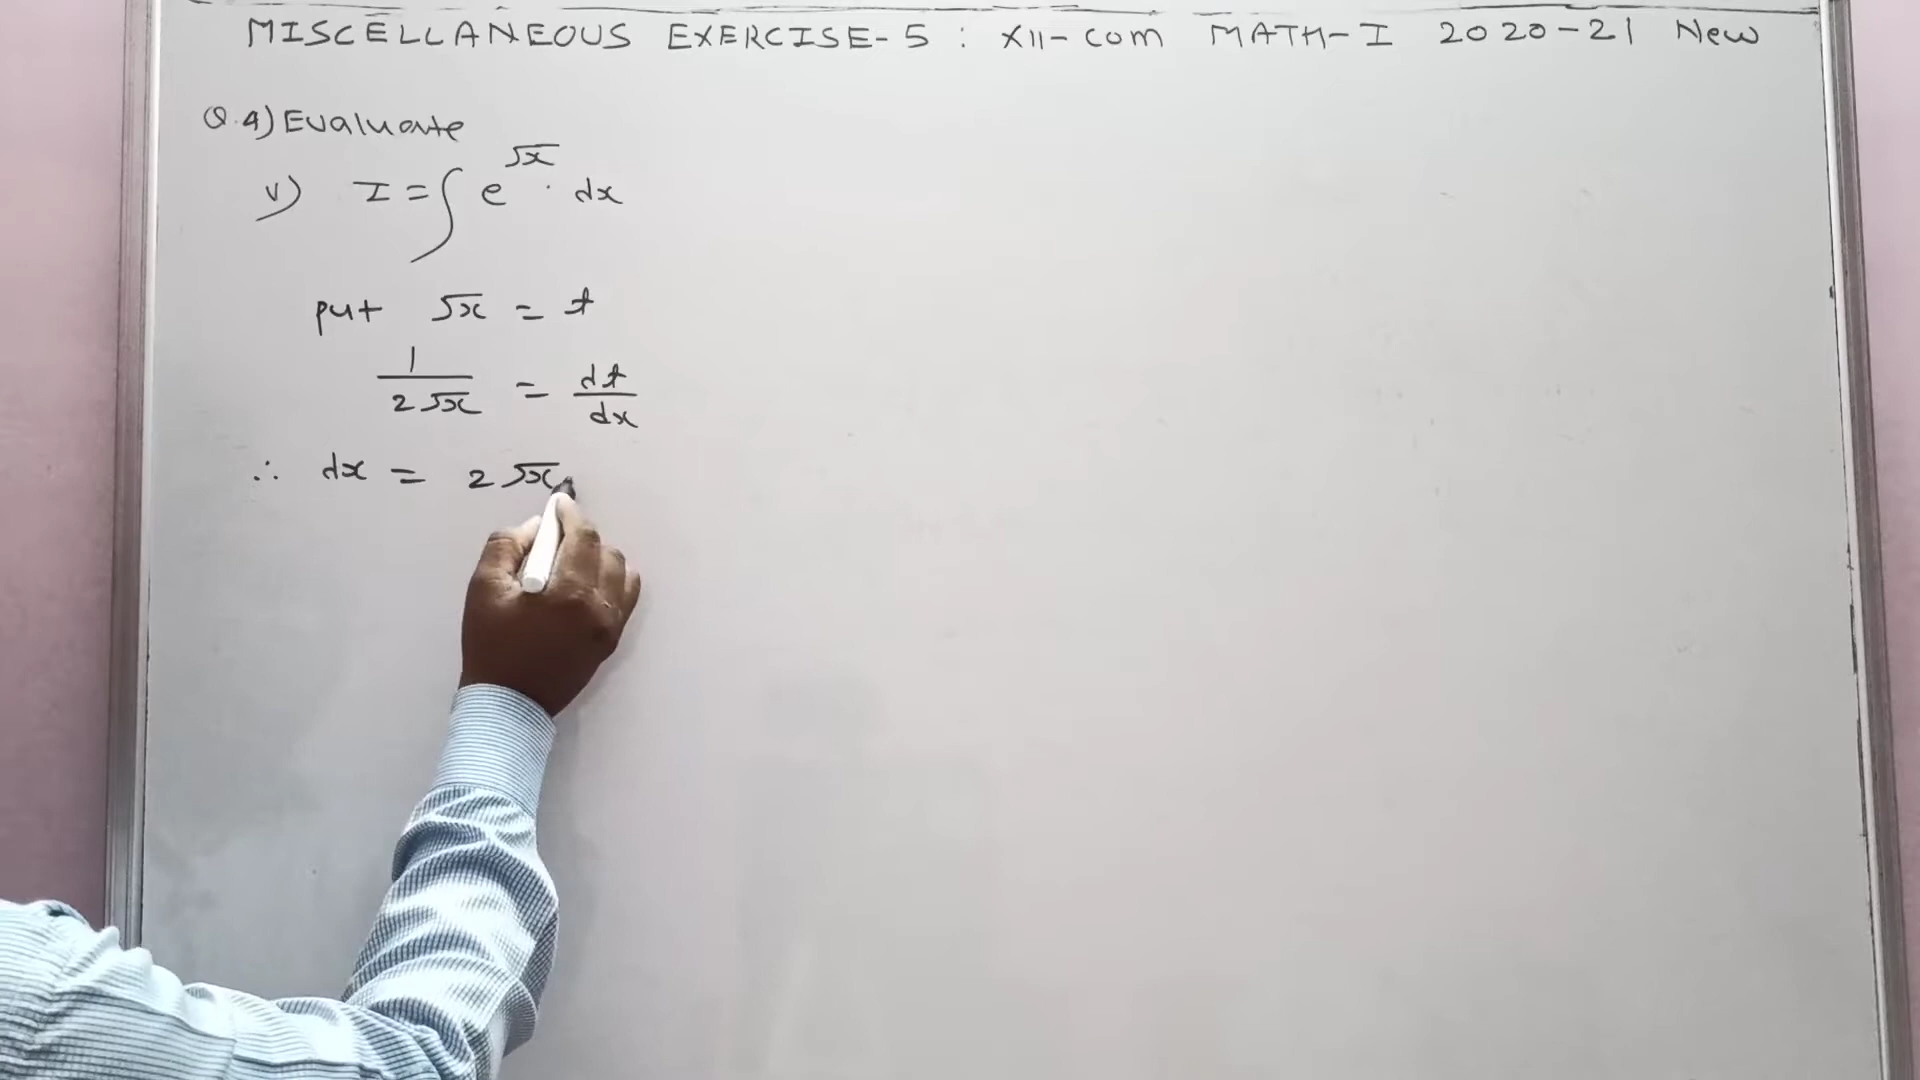 MISCELLANEOUS EXERCISE-5 : XII-COM MATH-I 2020-21 New
Q.4) Evaluate
v) I = ∫ e^√x · dx
put √x = t
1/2√x = dt/dx
∴ dx = 2√x